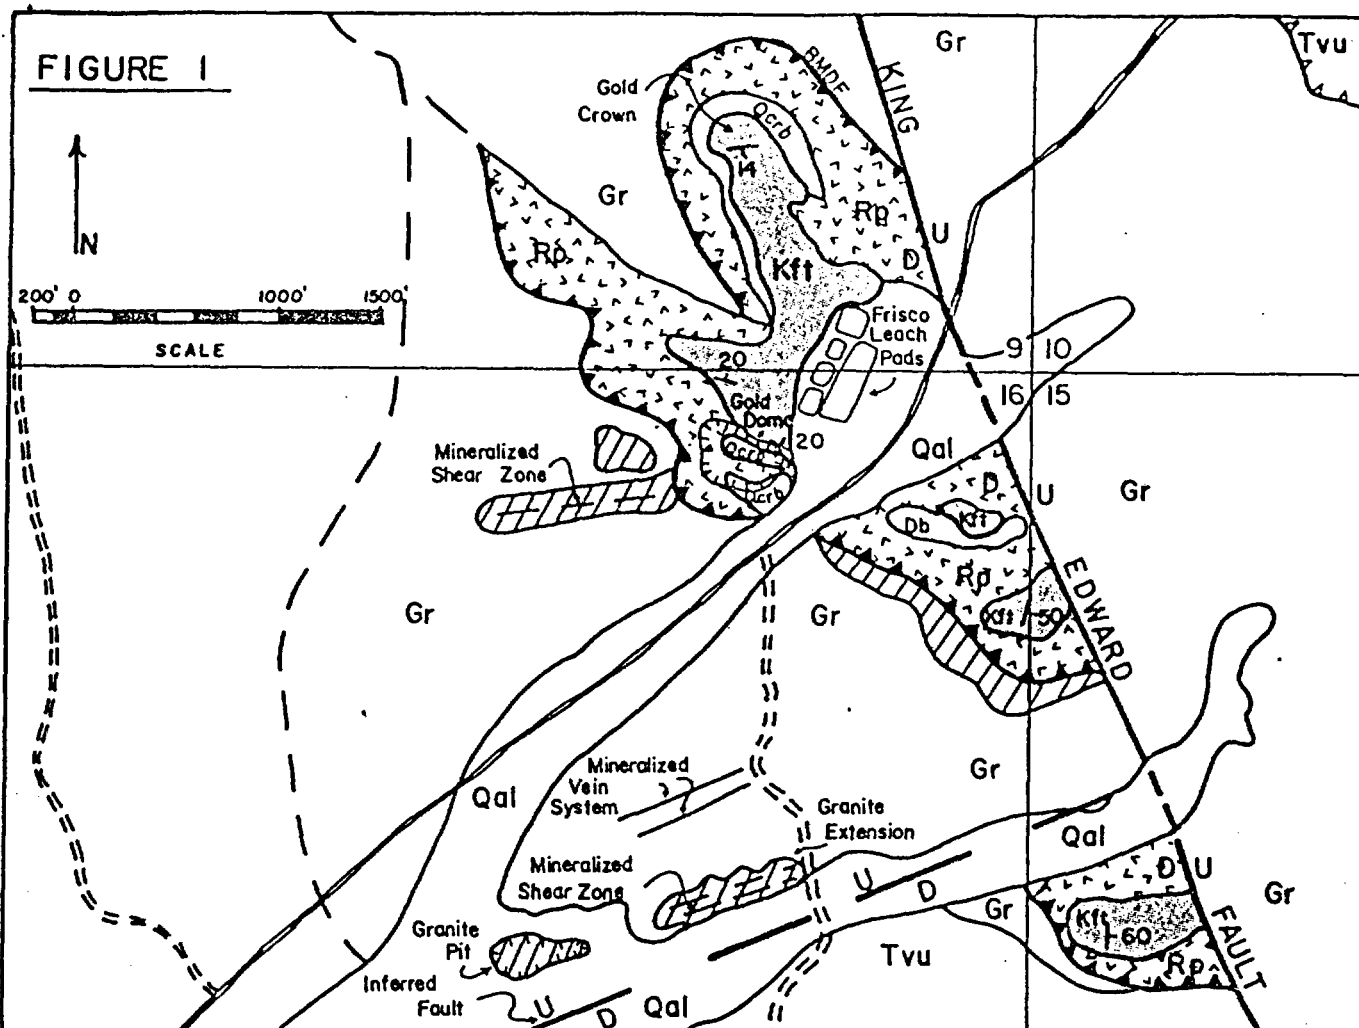 FIGURE 1
N
200' 0 1000' 1500'
SCALE
Gold
Crown
BMDF
KING
Gr
Tvu
Qcrb
14
Gr
Rp
Rp
U
D
Kft
Frisco
Leach
Pads
9 10
16 15
20
Gold
Dome
20
Qcrb
Qcrb
Mineralized
Shear Zone
Qal
D U
Gr
Db
Kft
Rp
EDWARD
Kft 50
Gr
Gr
Mineralized
Vein
System
Qal
Gr
Granite
Extension
Qal
Mineralized
Shear Zone
U
D
D U
Gr
Gr
Kft
60
Rp
FAULT
Granite
Pit
Tvu
Inferred
Fault
U
D
Qal